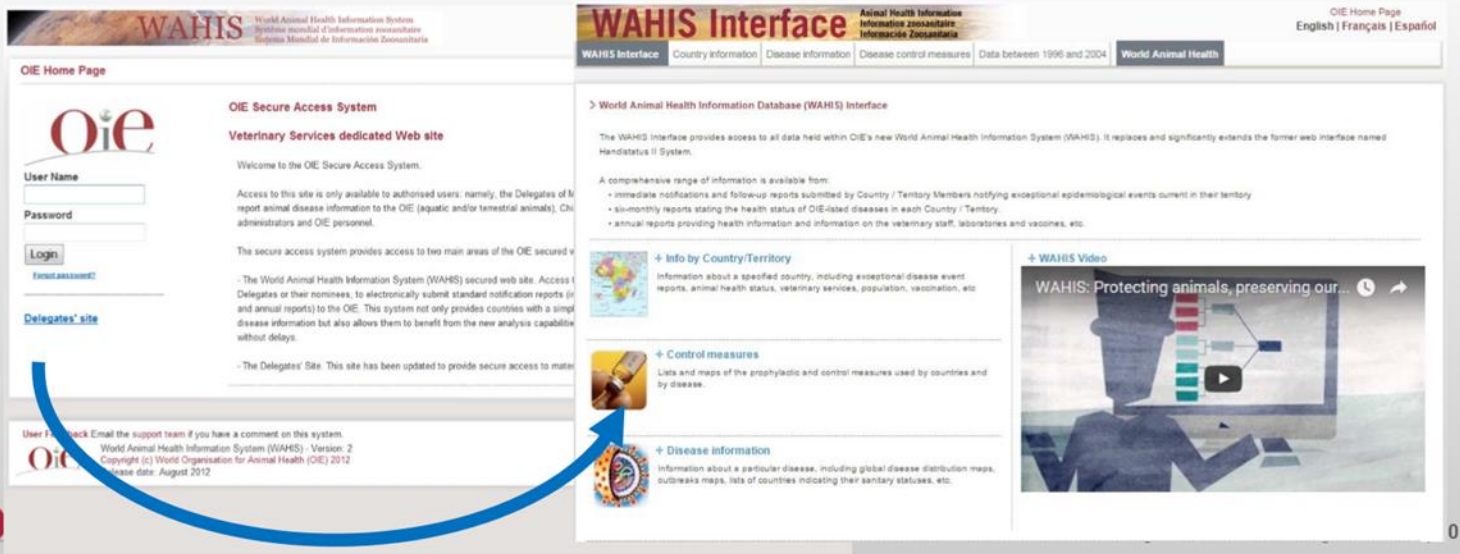 WAHIS
World Animal Health Information System
Système mondial d'information zoosanitaire
Sistema Mundial de Información Zoosanitaria
OIE Home Page
Oie
User Name
Password
Login
Forgot password?
Delegates' site
OIE Secure Access System
Veterinary Services dedicated Web site
Welcome to the OIE Secure Access System.
Access to this site is only available to authorised users: namely, the Delegates of M
report animal disease information to the OIE (aquatic and/or terrestrial animals), Chi
administrators and OIE personnel.
The secure access system provides access to two main areas of the OIE secured w
- The World Animal Health Information System (WAHIS) secured web site. Access t
Delegates or their nominees, to electronically submit standard notification reports (i
and annual reports) to the OIE. This system not only provides countries with a simpl
disease information but also allows them to benefit from the new analysis capabilitie
without delays.
- The Delegates' Site. This site has been updated to provide secure access to mater
User Email the support team if you have a comment on this system.
World Animal Health Information System (WAHIS) - Version: 2
Copyright (c) World Organisation for Animal Health (OIE) 2012
date: August 2012
WAHIS Interface
Animal Health Information
Information zoosanitaire
Información Zoosanitaria
OIE Home Page
English | Français | Español
WAHIS Interface
Country information
Disease information
Disease control measures
Data between 1996 and 2004
World Animal Health
> World Animal Health Information Database (WAHIS) Interface
The WAHIS Interface provides access to all data held within OIE's new World Animal Health Information System (WAHIS). It replaces and significantly extends the former web interface named
Handistatus II System.
A comprehensive range of information is available from:
• immediate notifications and follow-up reports submitted by Country / Territory Members notifying exceptional epidemiological events current in their territory
• six-monthly reports stating the health status of OIE-listed diseases in each Country / Territory.
• annual reports providing health information and information on the veterinary staff, laboratories and vaccines, etc.
+ Info by Country/Territory
Information about a specified country, including exceptional disease event
reports, animal health status, veterinary services, population, vaccination, etc
+ Control measures
Lists and maps of the prophylactic and control measures used by countries and
by disease.
+ Disease information
Information about a particular disease, including global disease distribution maps,
outbreaks maps, lists of countries indicating their sanitary statuses, etc.
+ WAHIS Video
WAHIS: Protecting animals, preserving our...
0